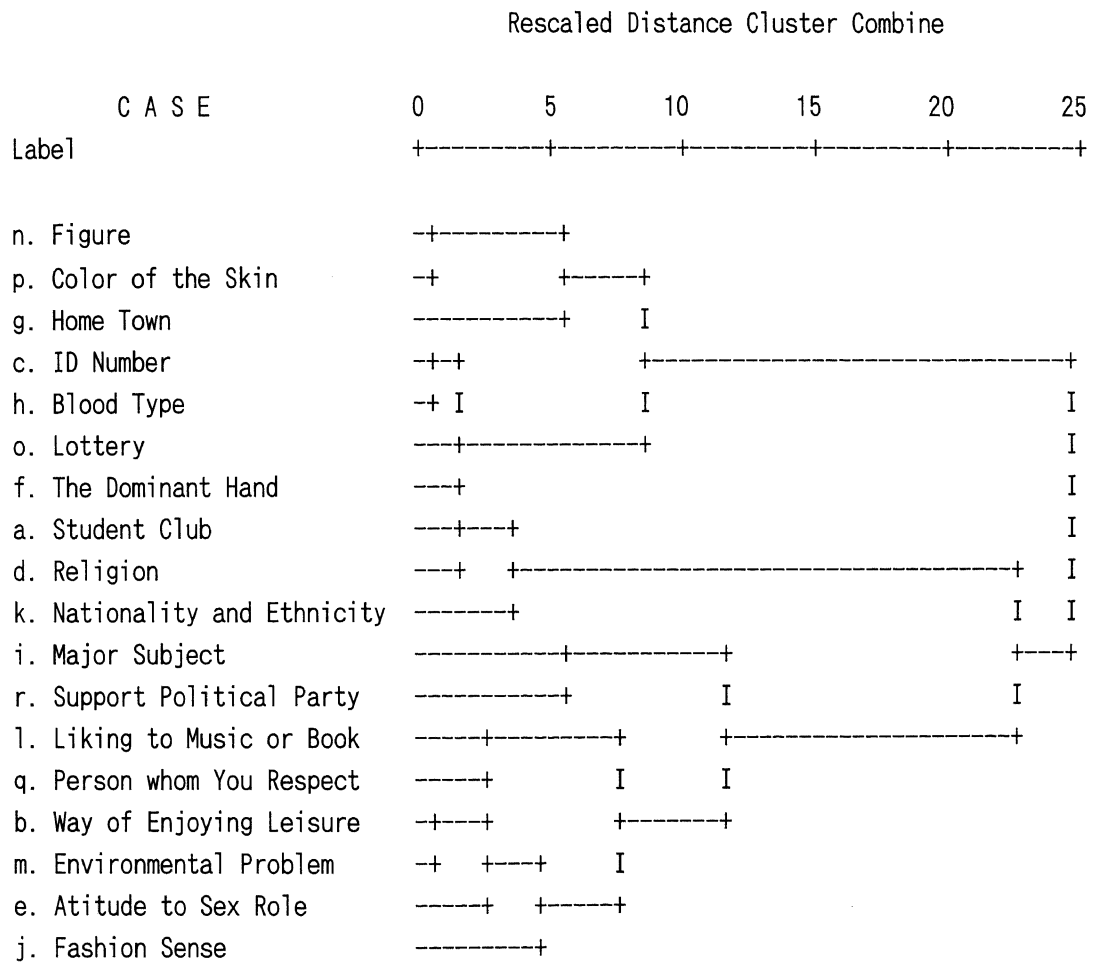 Rescaled Distance Cluster Combine
C A S E 0 5 10 15 20 25
Label +---------+---------+---------+---------+---------+
n. Figure -+---------+
p. Color of the Skin -+ +-----+
g. Home Town -----------+ I
c. ID Number -+-+ +-------------------------------+
h. Blood Type -+ I I I
o. Lottery ---+-------------+ I
f. The Dominant Hand ---+ I
a. Student Club ---+---+ I
d. Religion ---+ +-------------------------------------+ I
k. Nationality and Ethnicity -------+ I I
i. Major Subject -----------+-----------+ +---+
r. Support Political Party -----------+ I I
l. Liking to Music or Book -----+---------+ +---------------------+
q. Person whom You Respect -----+ I I
b. Way of Enjoying Leisure -+---+ +-------+
m. Environmental Problem -+ +---+ I
e. Atitude to Sex Role -----+ +-----+
j. Fashion Sense ---------+